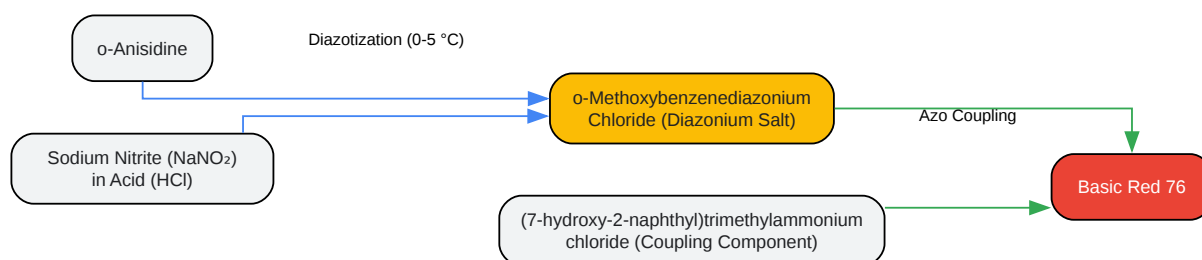 o-Anisidine
Diazotization (0-5 °C)
o-Methoxybenzenediazonium
Chloride (Diazonium Salt)
Azo Coupling
Sodium Nitrite (NaNO₂)
in Acid (HCl)
Basic Red 76
(7-hydroxy-2-naphthyl)trimethylammonium
chloride (Coupling Component)